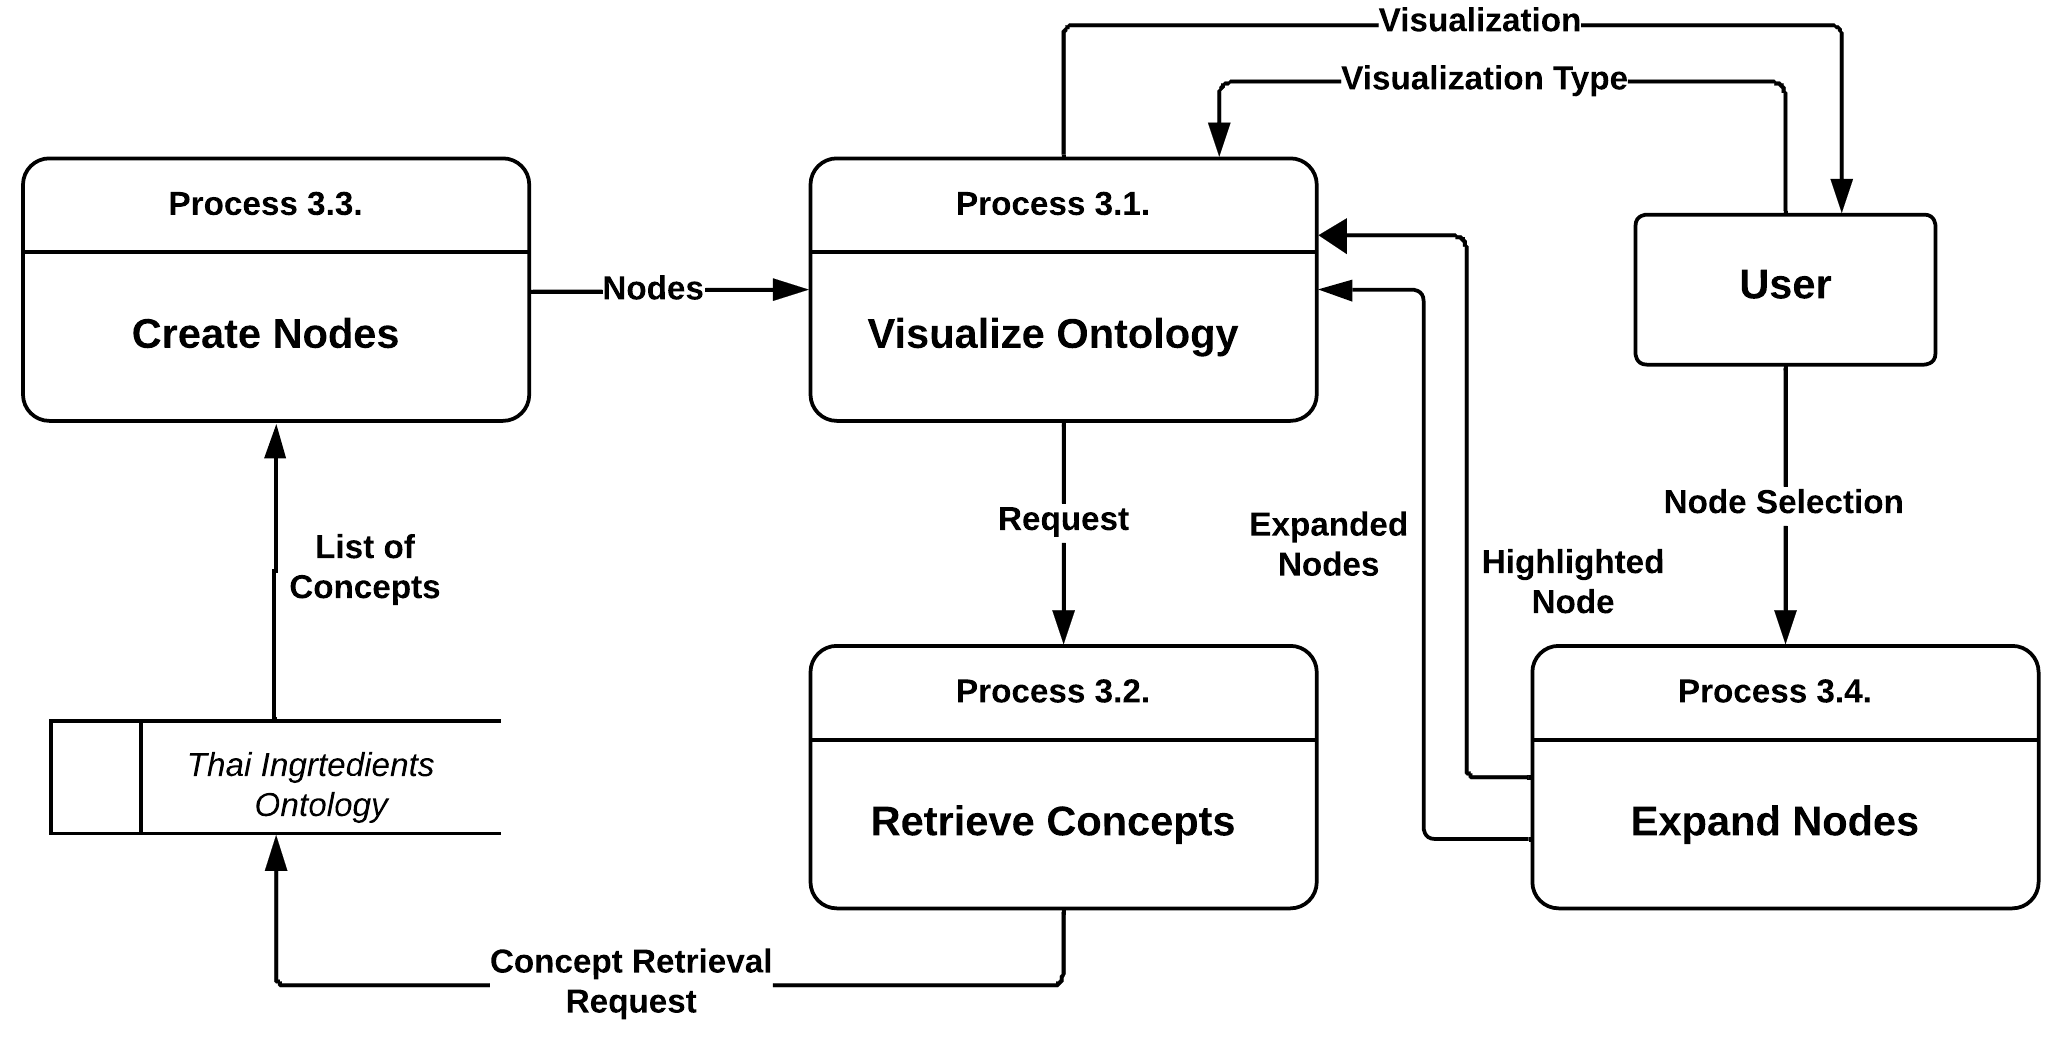 Visualization
Visualization Type
Process 3.3.
Create Nodes
Nodes
Process 3.1.
Visualize Ontology
User
List of
Concepts
Request
Expanded
Nodes
Highlighted
Node
Node Selection
Thai Ingrtedients
Ontology
Process 3.2.
Retrieve Concepts
Process 3.4.
Expand Nodes
Concept Retrieval
Request